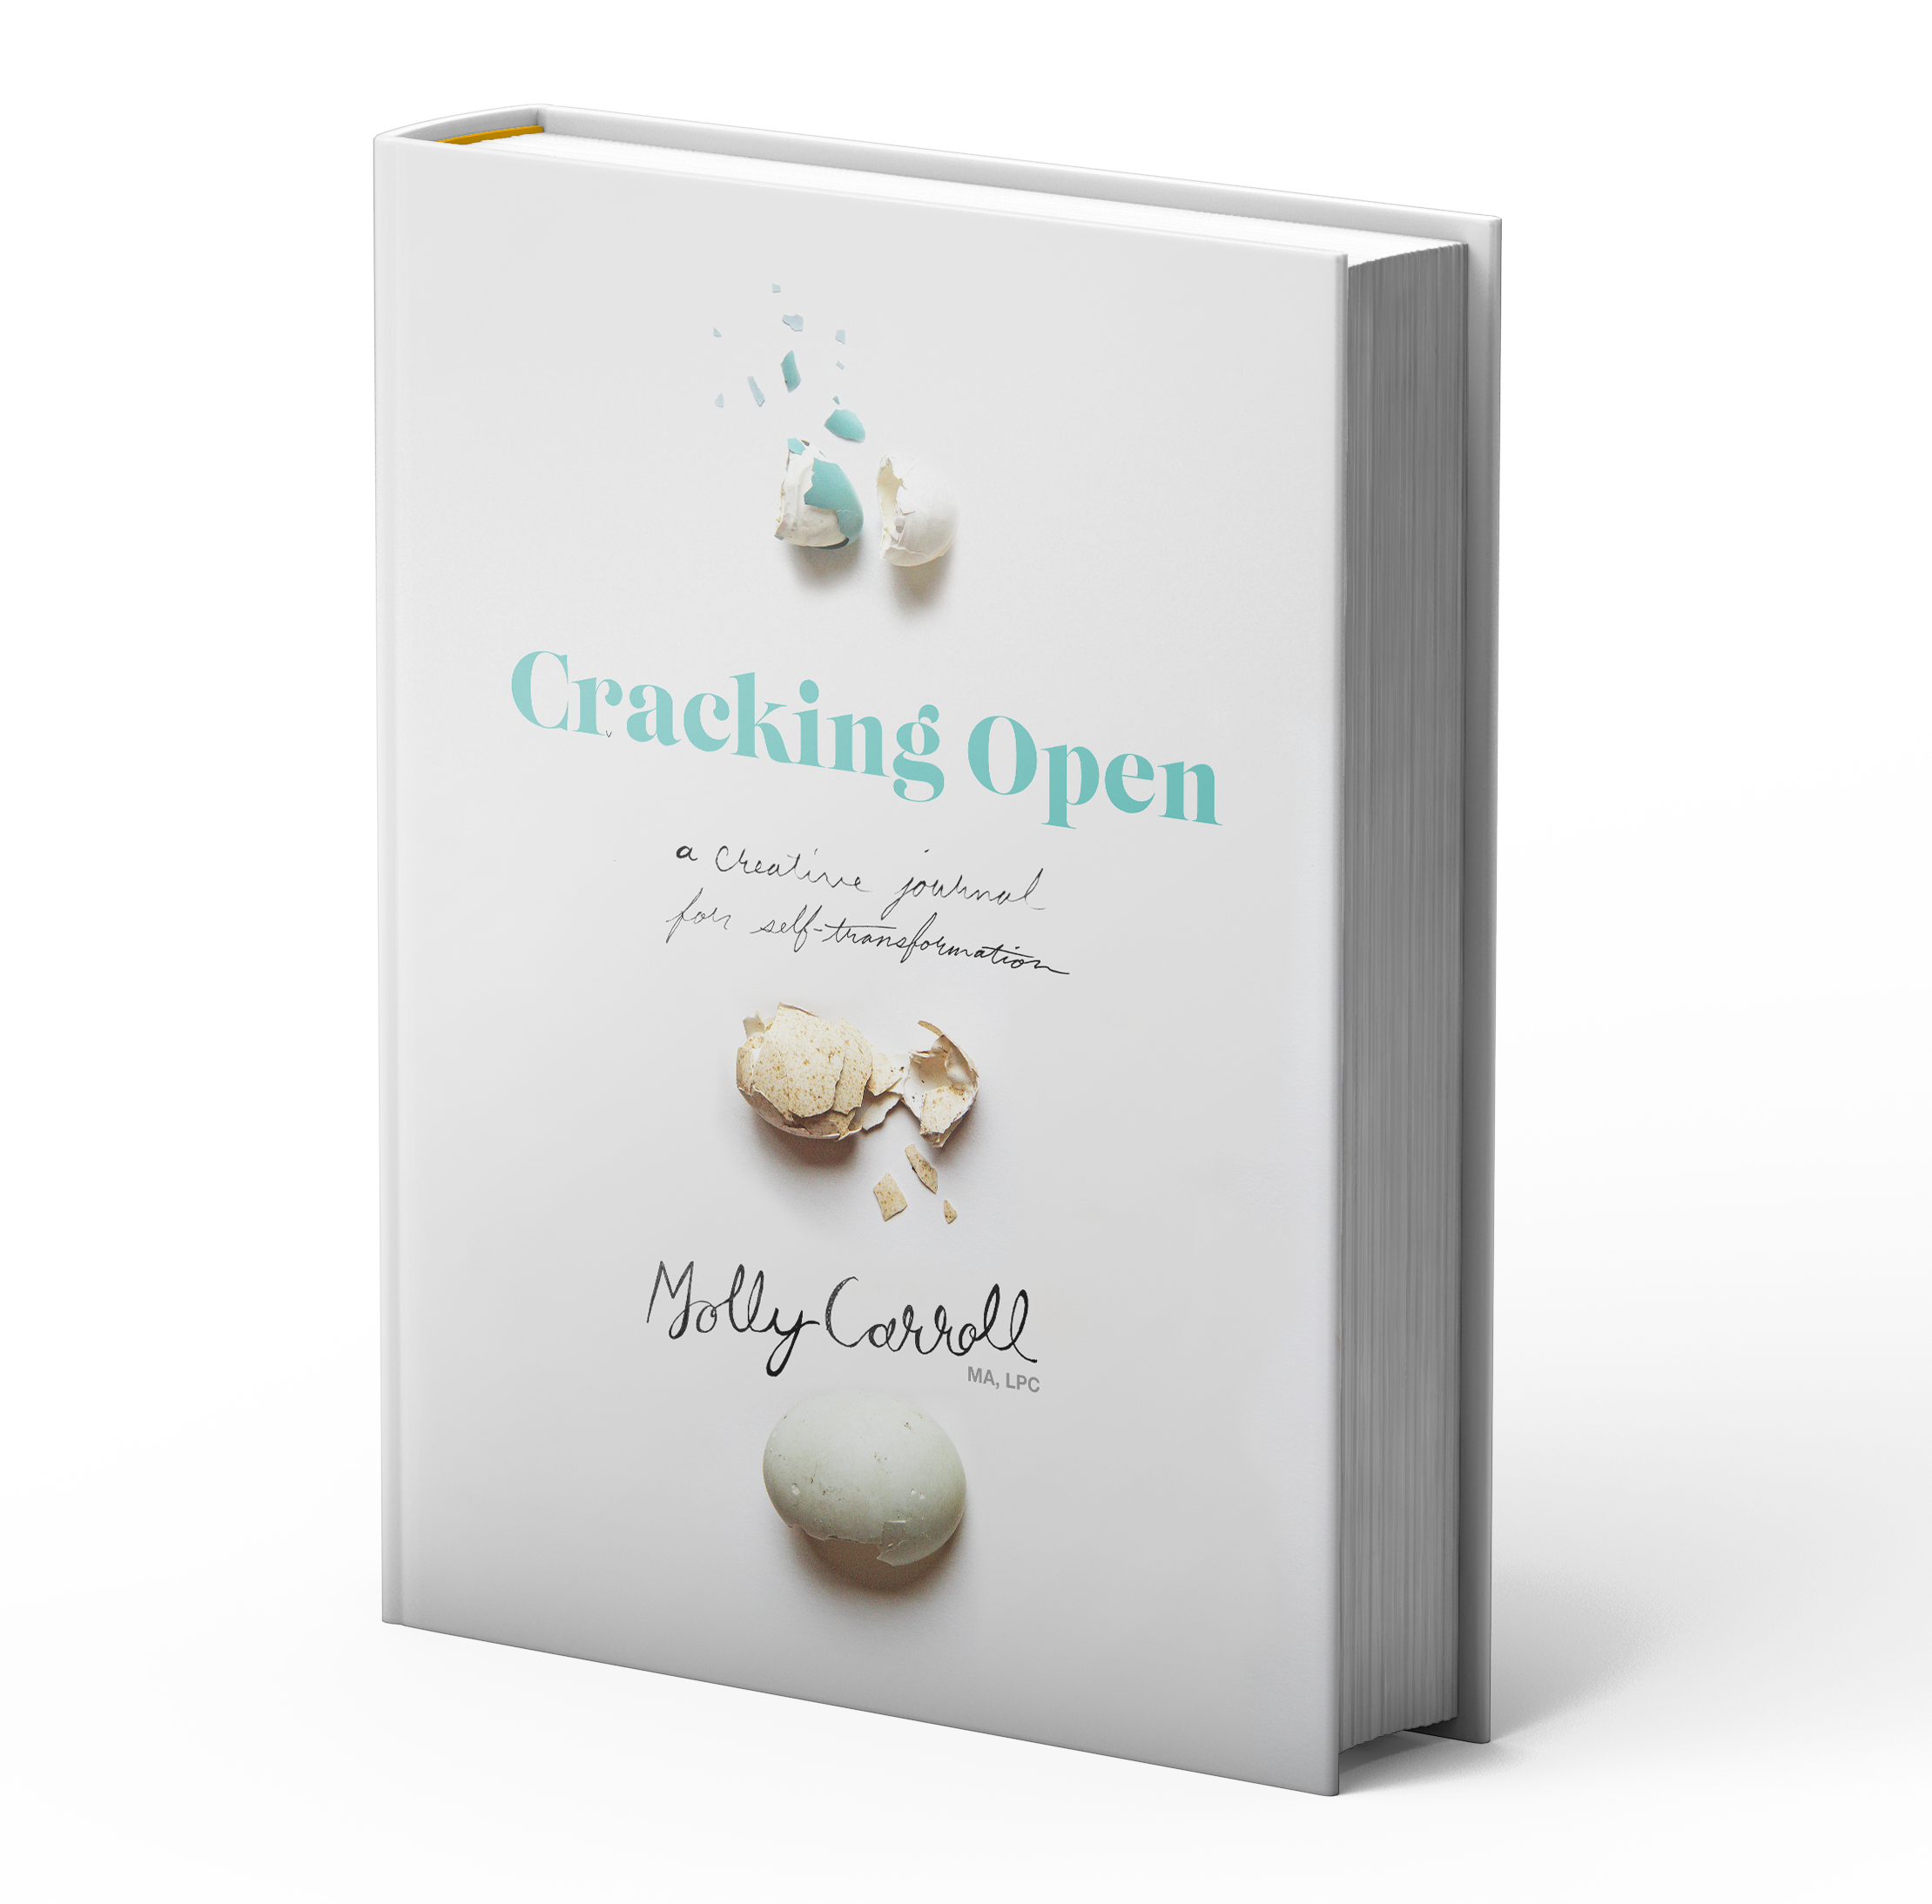 Cracking Open
a creative journal
for self-transformation
Molly Carroll
MA, LPC